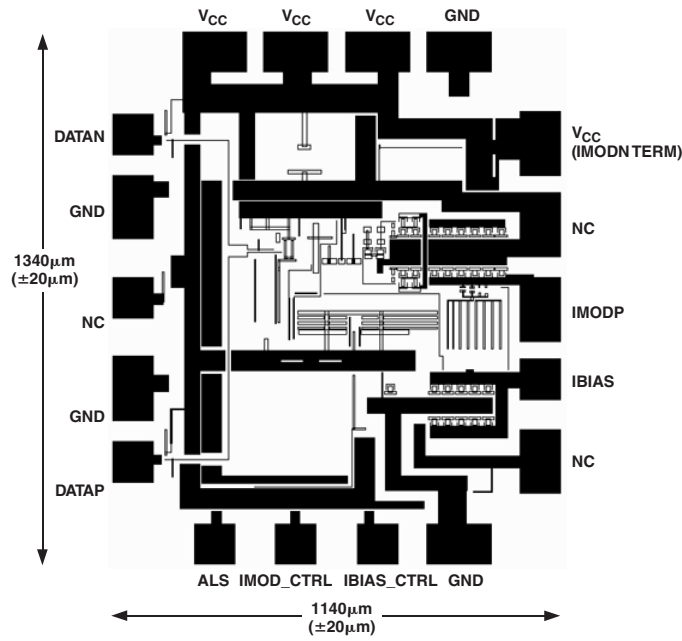 VCC VCC VCC GND
DATAN
VCC
(IMODN TERM)
GND
NC
1340µm
(±20µm)
NC
IMODP
GND
IBIAS
DATAP
NC
ALS IMOD_CTRL IBIAS_CTRL GND
1140µm
(±20µm)